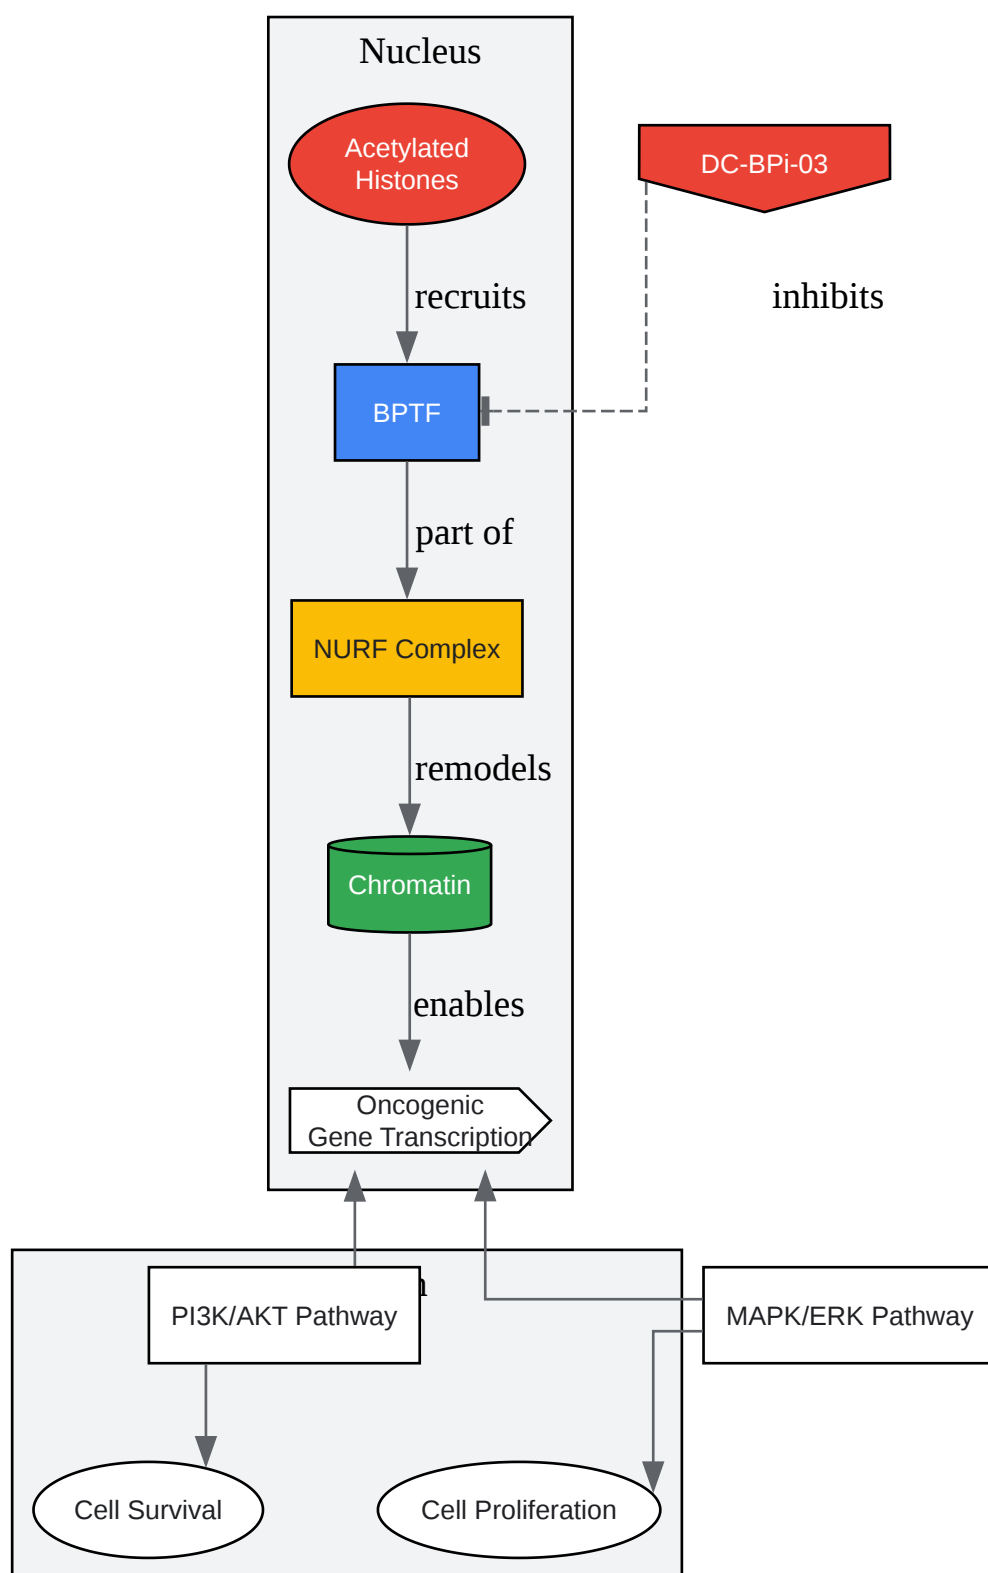 Nucleus
Acetylated
Histones
DC-BPi-03
recruits
inhibits
BPTF
part of
NURF Complex
remodels
Chromatin
enables
Oncogenic
Gene Transcription
PI3K/AKT Pathway
MAPK/ERK Pathway
Cell Survival
Cell Proliferation